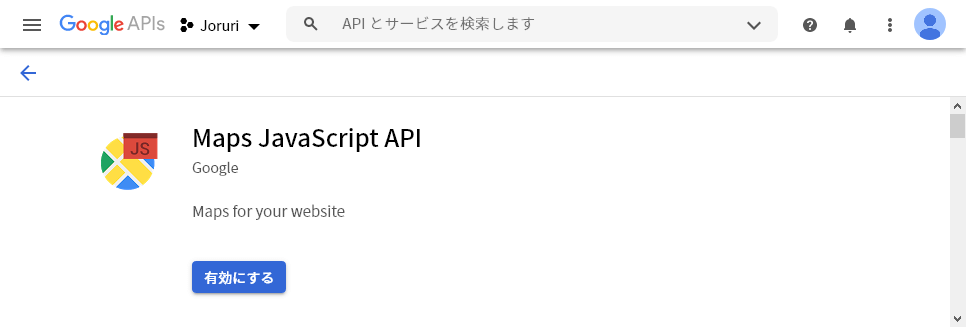 Google APIs
Joruri
API とサービスを検索します
JS
Maps JavaScript API
Google
Maps for your website
有効にする